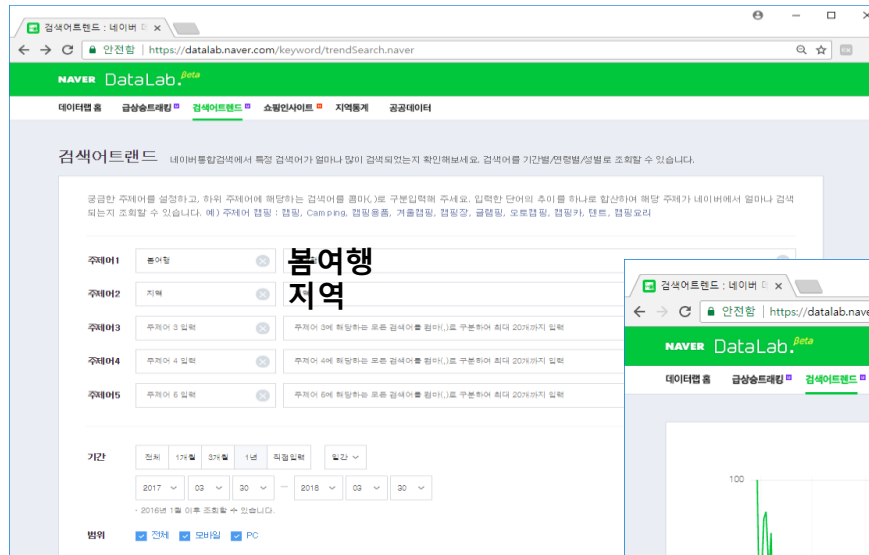 검색어트렌드 : 네이버 D
안전함 | https://datalab.naver.com/keyword/trendSearch.naver
NAVER DataLab. Beta
데이터랩 홈 급상승트래킹 검색어트렌드 쇼핑인사이트 지역통계 공공데이터
검색어트랜드 네이버통합검색에서 특정 검색어가 얼마나 많이 검색되었는지 확인해보세요. 검색어를 기간별/연령별/성별로 조회할 수 있습니다.
궁금한 주제어를 설정하고, 하위 주제어에 해당하는 검색어를 콤마(,)로 구분입력해 주세요. 입력한 단어의 추이를 하나로 합산하여 해당 주제가 네이버에서 얼마나 검색
되는지 조회할 수 있습니다. 예) 주제어 캠핑 : 캠핑, Camping, 캠핑용품, 겨울캠핑, 캠핑장, 글램핑, 오토캠핑, 캠핑카, 텐트, 캠핑요리
주제어1 봄여행 봄여행
주제어2 지역 지역
주제어3 주제어 3 입력 주제어 3에 해당하는 모든 검색어를 컴마(,)로 구분하여 최대 20개까지 입력
주제어4 주제어 4 입력 주제어 4에 해당하는 모든 검색어를 컴마(,)로 구분하여 최대 20개까지 입력
주제어5 주제어 5 입력 주제어 5에 해당하는 모든 검색어를 컴마(,)로 구분하여 최대 20개까지 입력
기간 전체 1개월 3개월 1년 직접입력 일간
2017 03 30 - 2018 03 30
· 2016년 1월 이후 조회할 수 있습니다.
범위 전체 모바일 PC
검색어트렌드 : 네이버 D
안전함 | https://datalab.nave
NAVER DataLab. Beta
데이터랩 홈 급상승트래킹 검색어트렌드
100